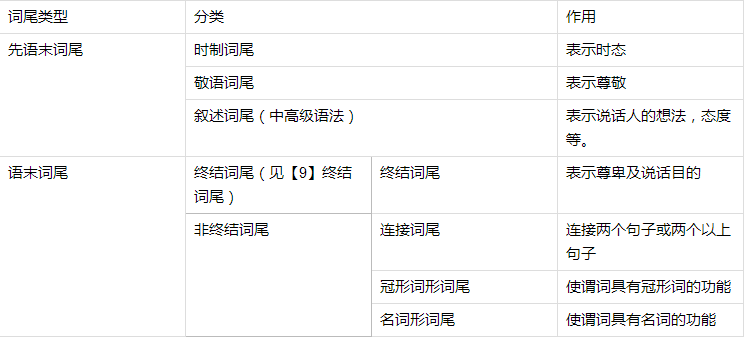 词尾类型 分类 作用
先语末词尾 时制词尾 表示时态
敬语词尾 表示尊敬
叙述词尾（中高级语法） 表示说话人的想法，态度
等。
语末词尾 终结词尾（见【9】终结 终结词尾 表示尊卑及说话目的
词尾）
非终结词尾 连接词尾 连接两个句子或两个以上
句子
冠形词形词尾 使谓词具有冠形词的功能
名词形词尾 使谓词具有名词的功能